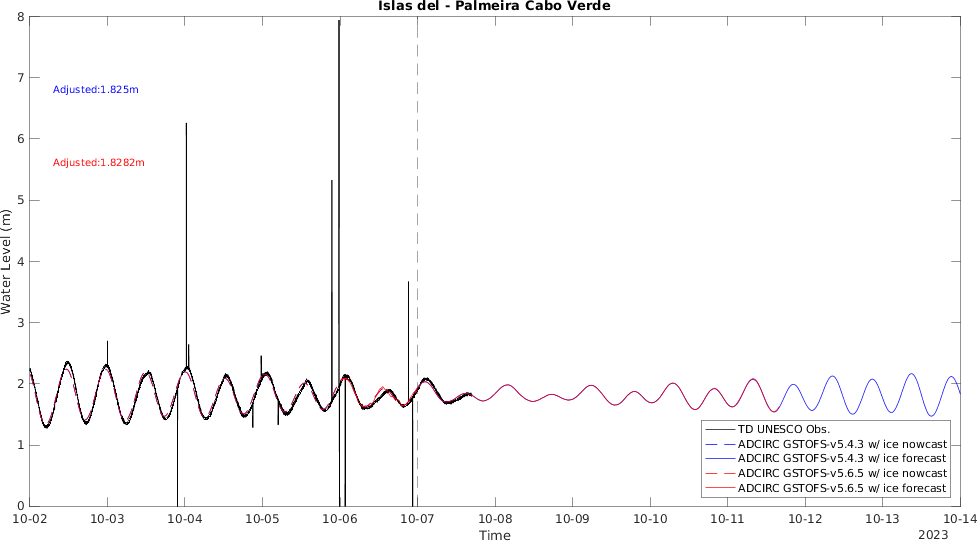 Islas del - Palmeira Cabo Verde
8
7
6
5
4
3
2
1
0
Water Level (m)
Adjusted:1.825m
Adjusted:1.8282m
TD UNESCO Obs.
ADCIRC GSTOFS-v5.4.3 w/ ice nowcast
ADCIRC GSTOFS-v5.4.3 w/ ice forecast
ADCIRC GSTOFS-v5.6.5 w/ ice nowcast
ADCIRC GSTOFS-v5.6.5 w/ ice forecast
10-02 10-03 10-04 10-05 10-06 10-07 10-08 10-09 10-10 10-11 10-12 10-13 10-14
Time
2023